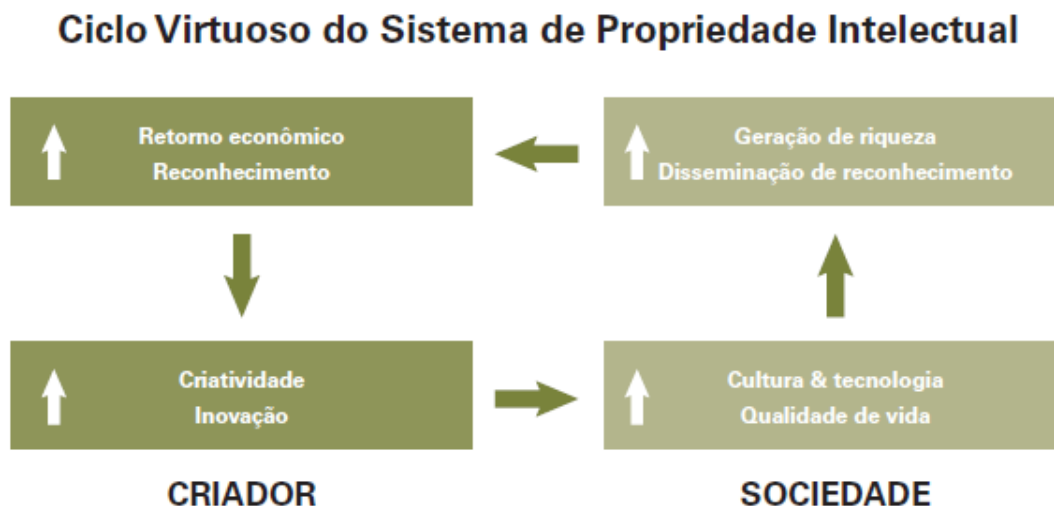 Ciclo Virtuoso do Sistema de Propriedade Intelectual
Retorno econômico
Reconhecimento
Geração de riqueza
Disseminação de reconhecimento
Criatividade
Inovação
Cultura & tecnologia
Qualidade de vida
CRIADOR
SOCIEDADE